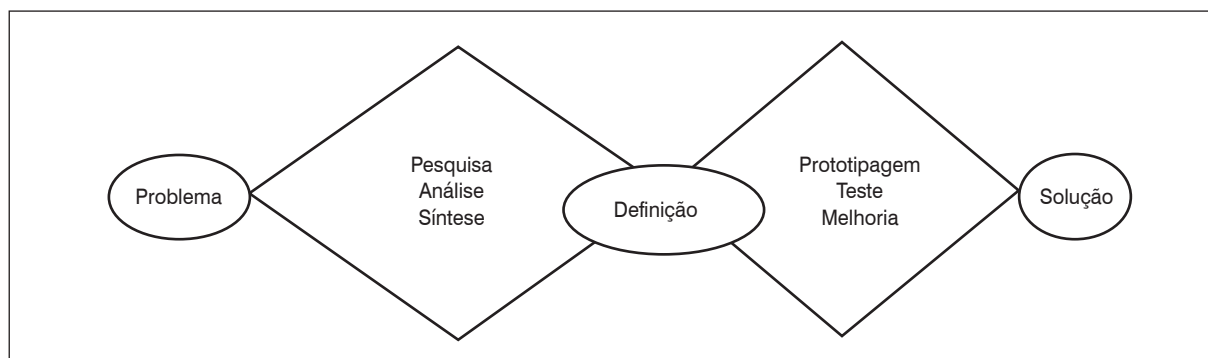 Problema
Pesquisa
Análise
Síntese
Definição
Prototipagem
Teste
Melhoria
Solução